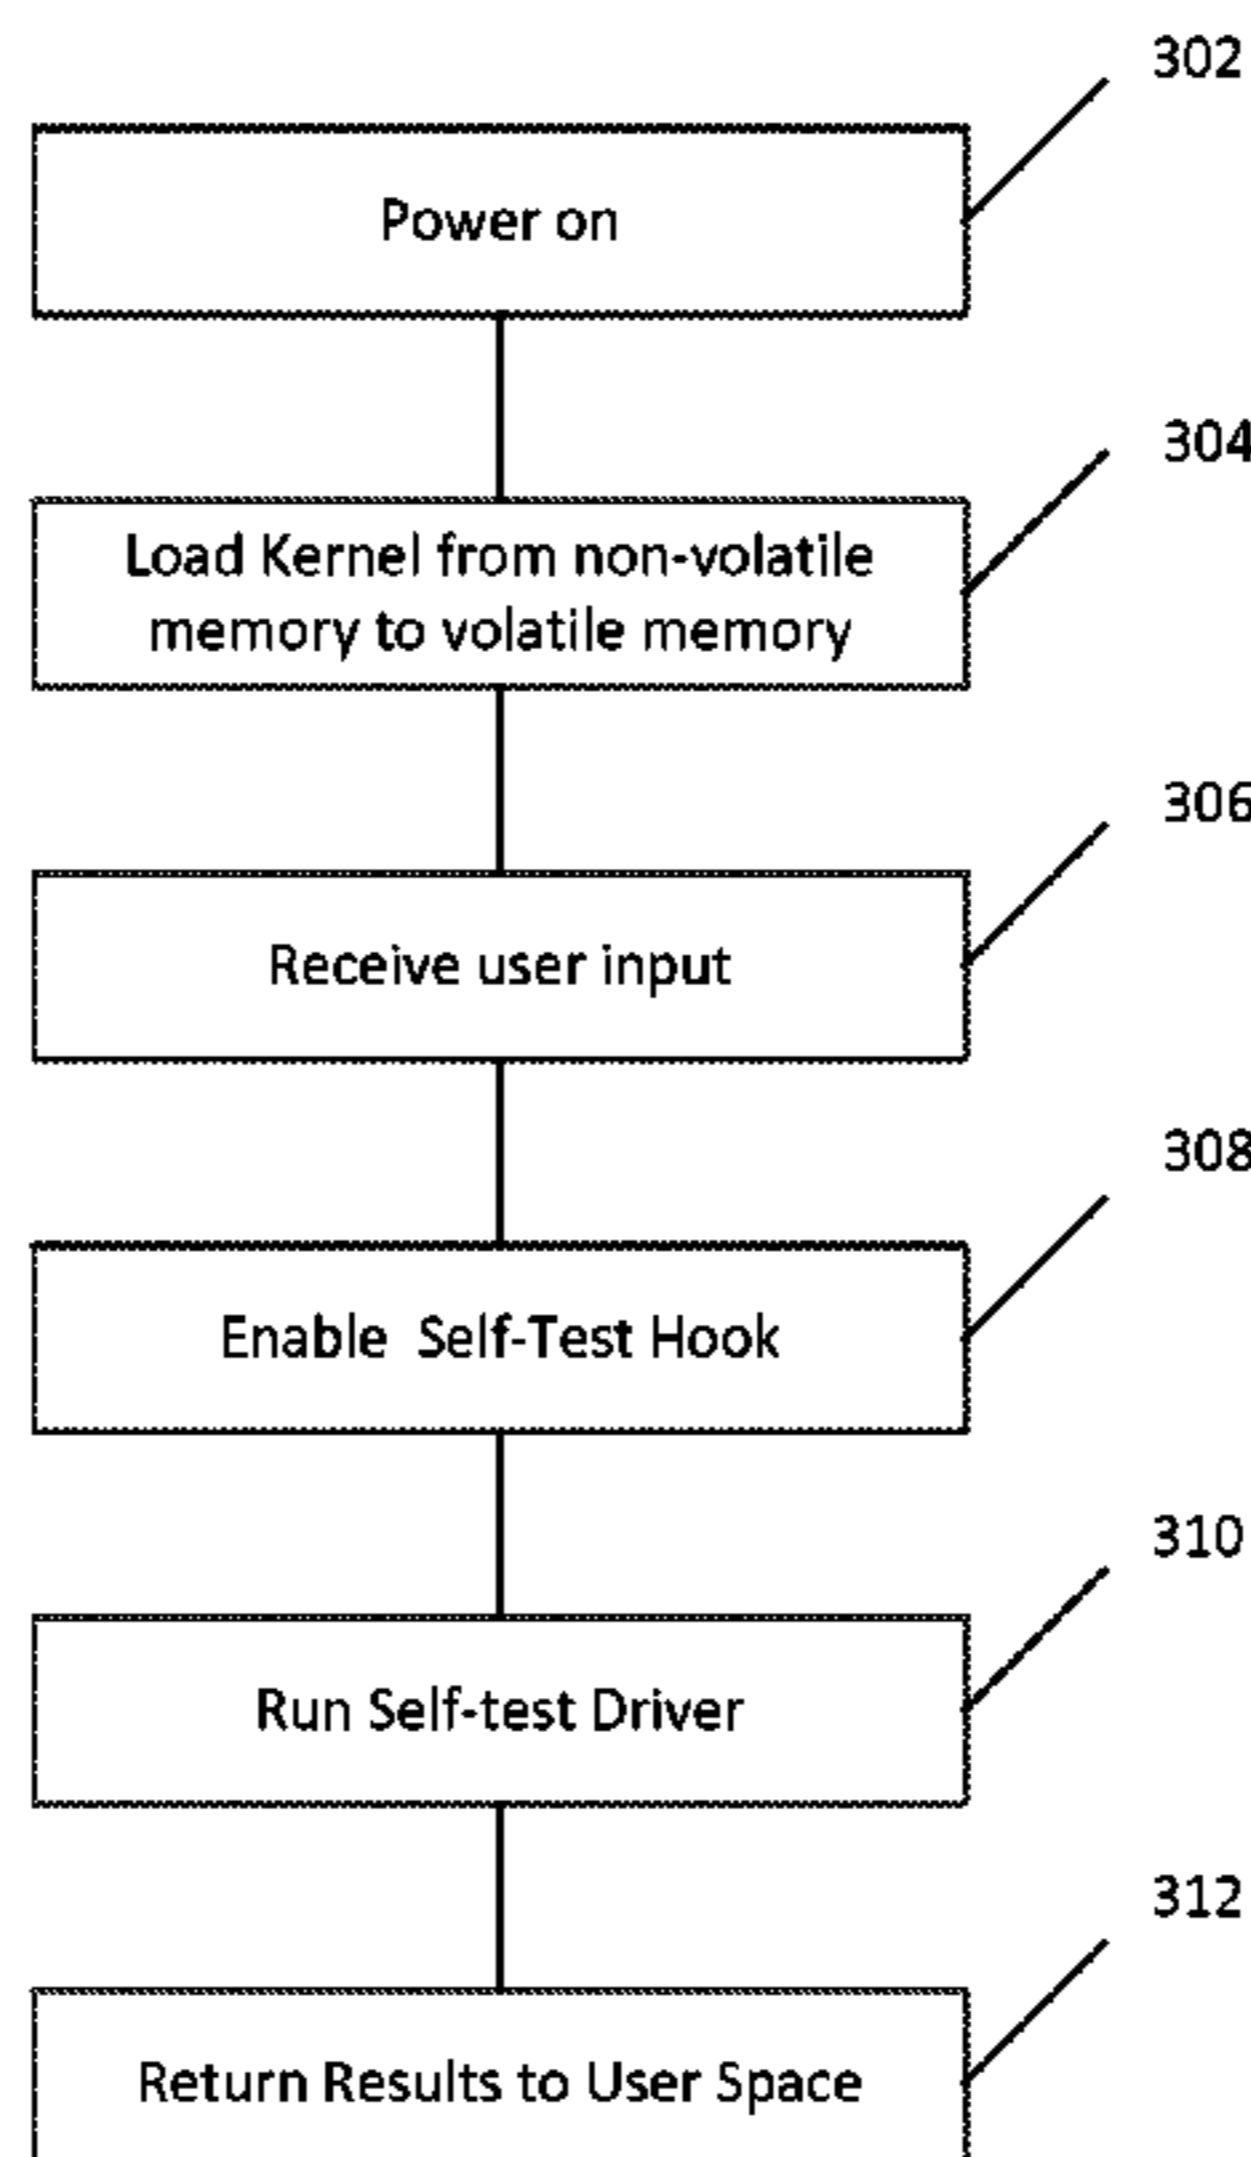 302
Power on
304
Load Kernel from non-volatile
memory to volatile memory
306
Receive user input
308
Enable  Self-Test Hook
310
Run Self-test Driver
312
Return Results to User Space